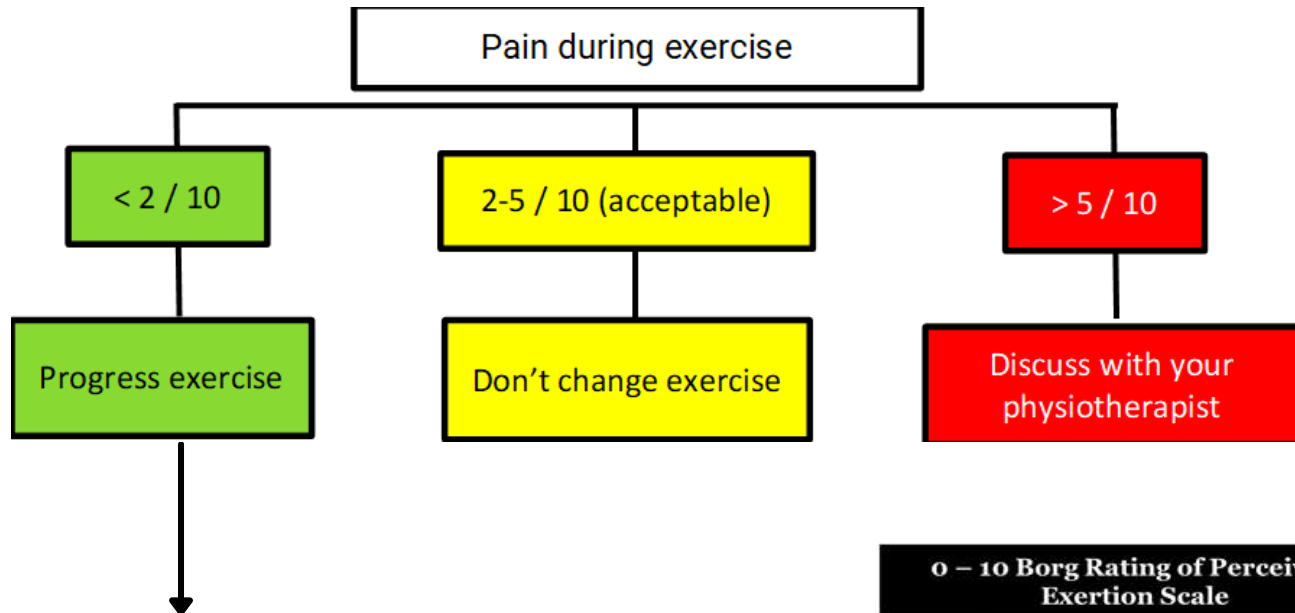 Pain during exercise
< 2 / 10
2-5 / 10 (acceptable)
> 5 / 10
Progress exercise
Don’t change exercise
Discuss with your
physiotherapist
0 – 10 Borg Rating of
Exertion Scale